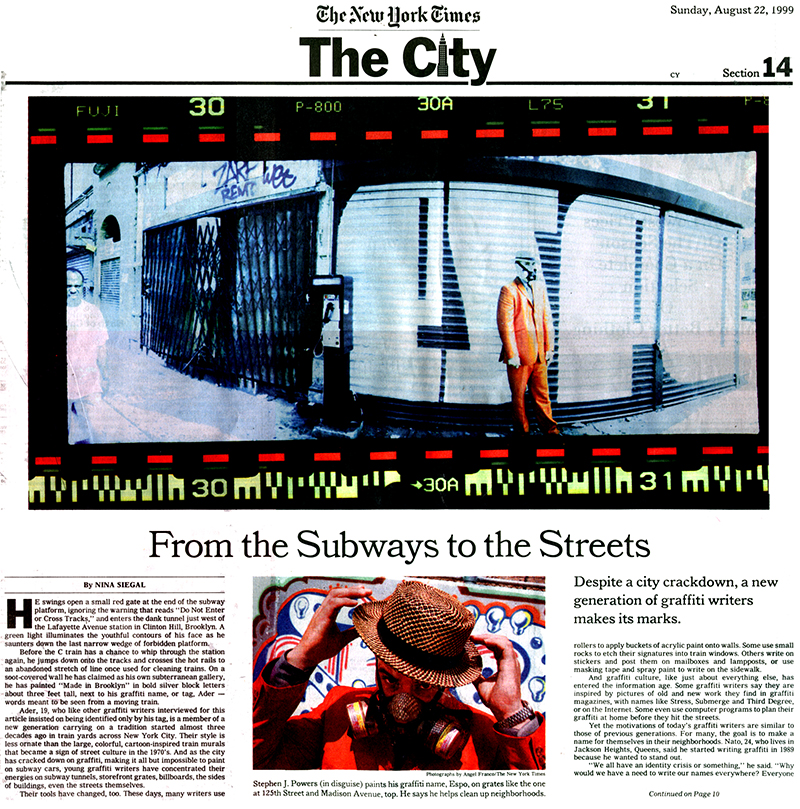 The New York Times
Sunday, August 22, 1999
The City
CY
Section 14
FUJI 30 P-800 30A L75 31 P-8
TAKE WEE
RENT
30 →30A 31
From the Subways to the Streets
By NINA SIEGAL
HE swings open a small red gate at the end of the subway
platform, ignoring the warning that reads "Do Not Enter
or Cross Tracks," and enters the dank tunnel just west of
the Lafayette Avenue station in Clinton Hill, Brooklyn. A
green light illuminates the youthful contours of his face as he
saunters down the last narrow wedge of forbidden platform.
Before the C train has a chance to whip through the station
again, he jumps down onto the tracks and crosses the hot rails to
an abandoned stretch of line once used for cleaning trains. On a
soot-covered wall he has claimed as his own subterranean gallery,
he has painted "Made in Brooklyn" in bold silver block letters
about three feet tall, next to his graffiti name, or tag, Ader —
words meant to be seen from a moving train.
Ader, 19, who like other graffiti writers interviewed for this
article insisted on being identified only by his tag, is a member of a
new generation carrying on a tradition started almost three
decades ago in train yards across New York City. Their style is
less ornate than the large, colorful, cartoon-inspired train murals
that became a sign of street culture in the 1970's. And as the city
has cracked down on graffiti, making it all but impossible to paint
on subway cars, young graffiti writers have concentrated their
energies on subway tunnels, storefront grates, billboards, the sides
of buildings, even the streets themselves.
Their tools have changed, too. These days, many writers use
Photographs by Angel Franco/The New York Times
Stephen J. Powers (in disguise) paints his graffiti name, Espo, on grates like the one
at 125th Street and Madison Avenue, top. He says he helps clean up neighborhoods.
Despite a city crackdown, a new
generation of graffiti writers
makes its marks.
rollers to apply buckets of acrylic paint onto walls. Some use small
rocks to etch their signatures into train windows. Others write on
stickers and post them on mailboxes and lampposts, or use
masking tape and spray paint to write on the sidewalk.
And graffiti culture, like just about everything else, has
entered the information age. Some graffiti writers say they are
inspired by pictures of old and new work they find in graffiti
magazines, with names like Stress, Submerge and Third Degree,
or on the Internet. Some even use computer programs to plan their
graffiti at home before they hit the streets.
Yet the motivations of today's graffiti writers are similar to
those of previous generations. For many, the goal is to make a
name for themselves in their neighborhoods. Nato, 24, who lives in
Jackson Heights, Queens, said he started writing graffiti in 1989
because he wanted to stand out.
"We all have an identity crisis or something," he said. "Why
would we have a need to write our names everywhere? Everyone
Continued on Page 10